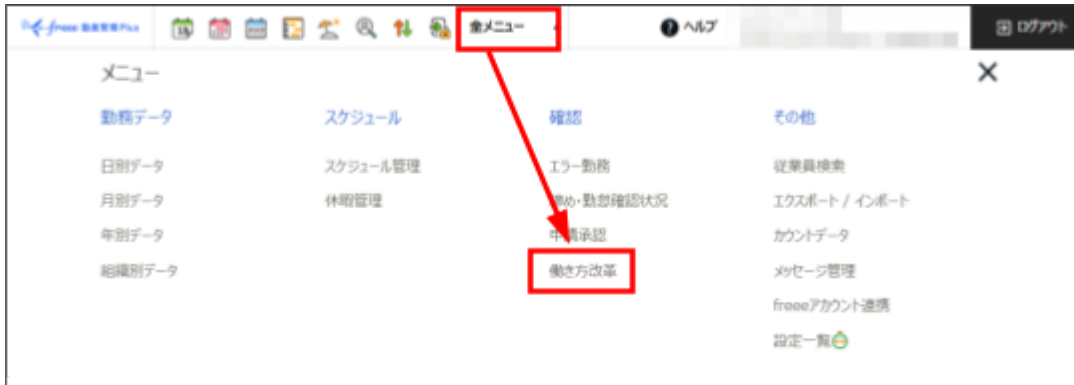 freee 勤怠管理Plus 全メニュー ヘルプ ログアウト
メニュー
勤務データ スケジュール 確認 その他
日別データ スケジュール管理 エラー勤務 従業員検索
月別データ 休暇管理 締め・勤怠確認状況 エクスポート / インポート
年別データ 申請承認 カウントデータ
組織別データ 働き方改革 メッセージ管理
freeeアカウント連携
設定一覧